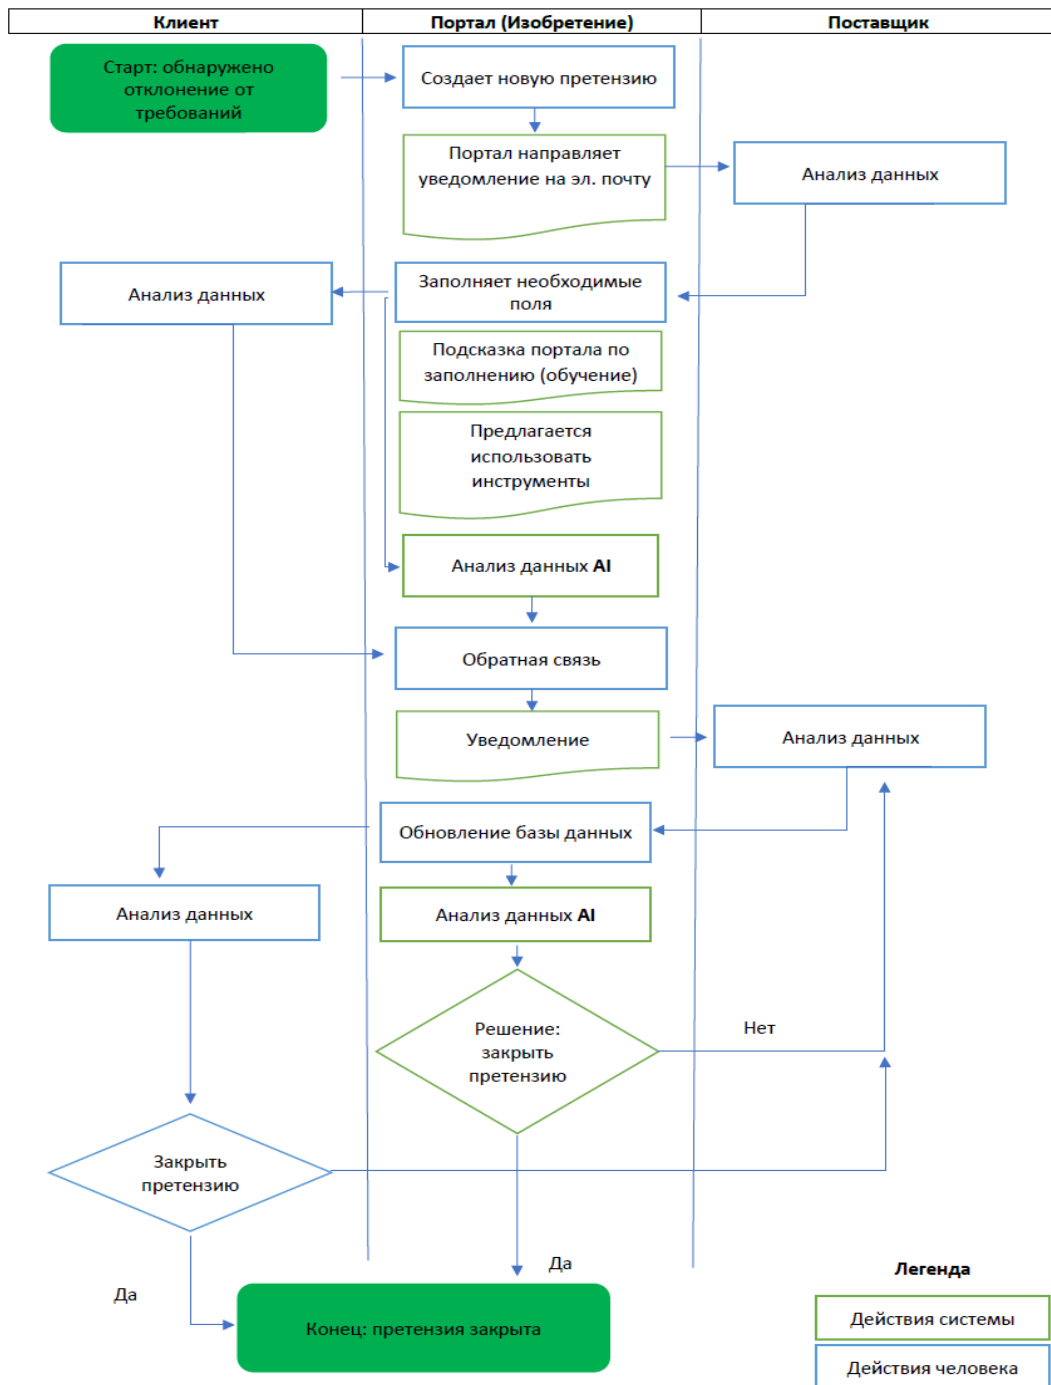 Клиент
Портал (Изобретение)
Поставщик
Старт: обнаружено
отклонение от
требований
Создает новую претензию
Портал направляет
уведомление на эл. почту
Анализ данных
Анализ данных
Заполняет необходимые
поля
Подсказка портала по
заполнению (обучение)
Предлагается
использовать
инструменты
Анализ данных AI
Обратная связь
Уведомление
Анализ данных
Обновление базы данных
Анализ данных
Анализ данных AI
Решение:
закрыть
претензию
Нет
Закрыть
претензию
Да
Да
Конец: претензия закрыта
Легенда
Действия системы
Действия человека